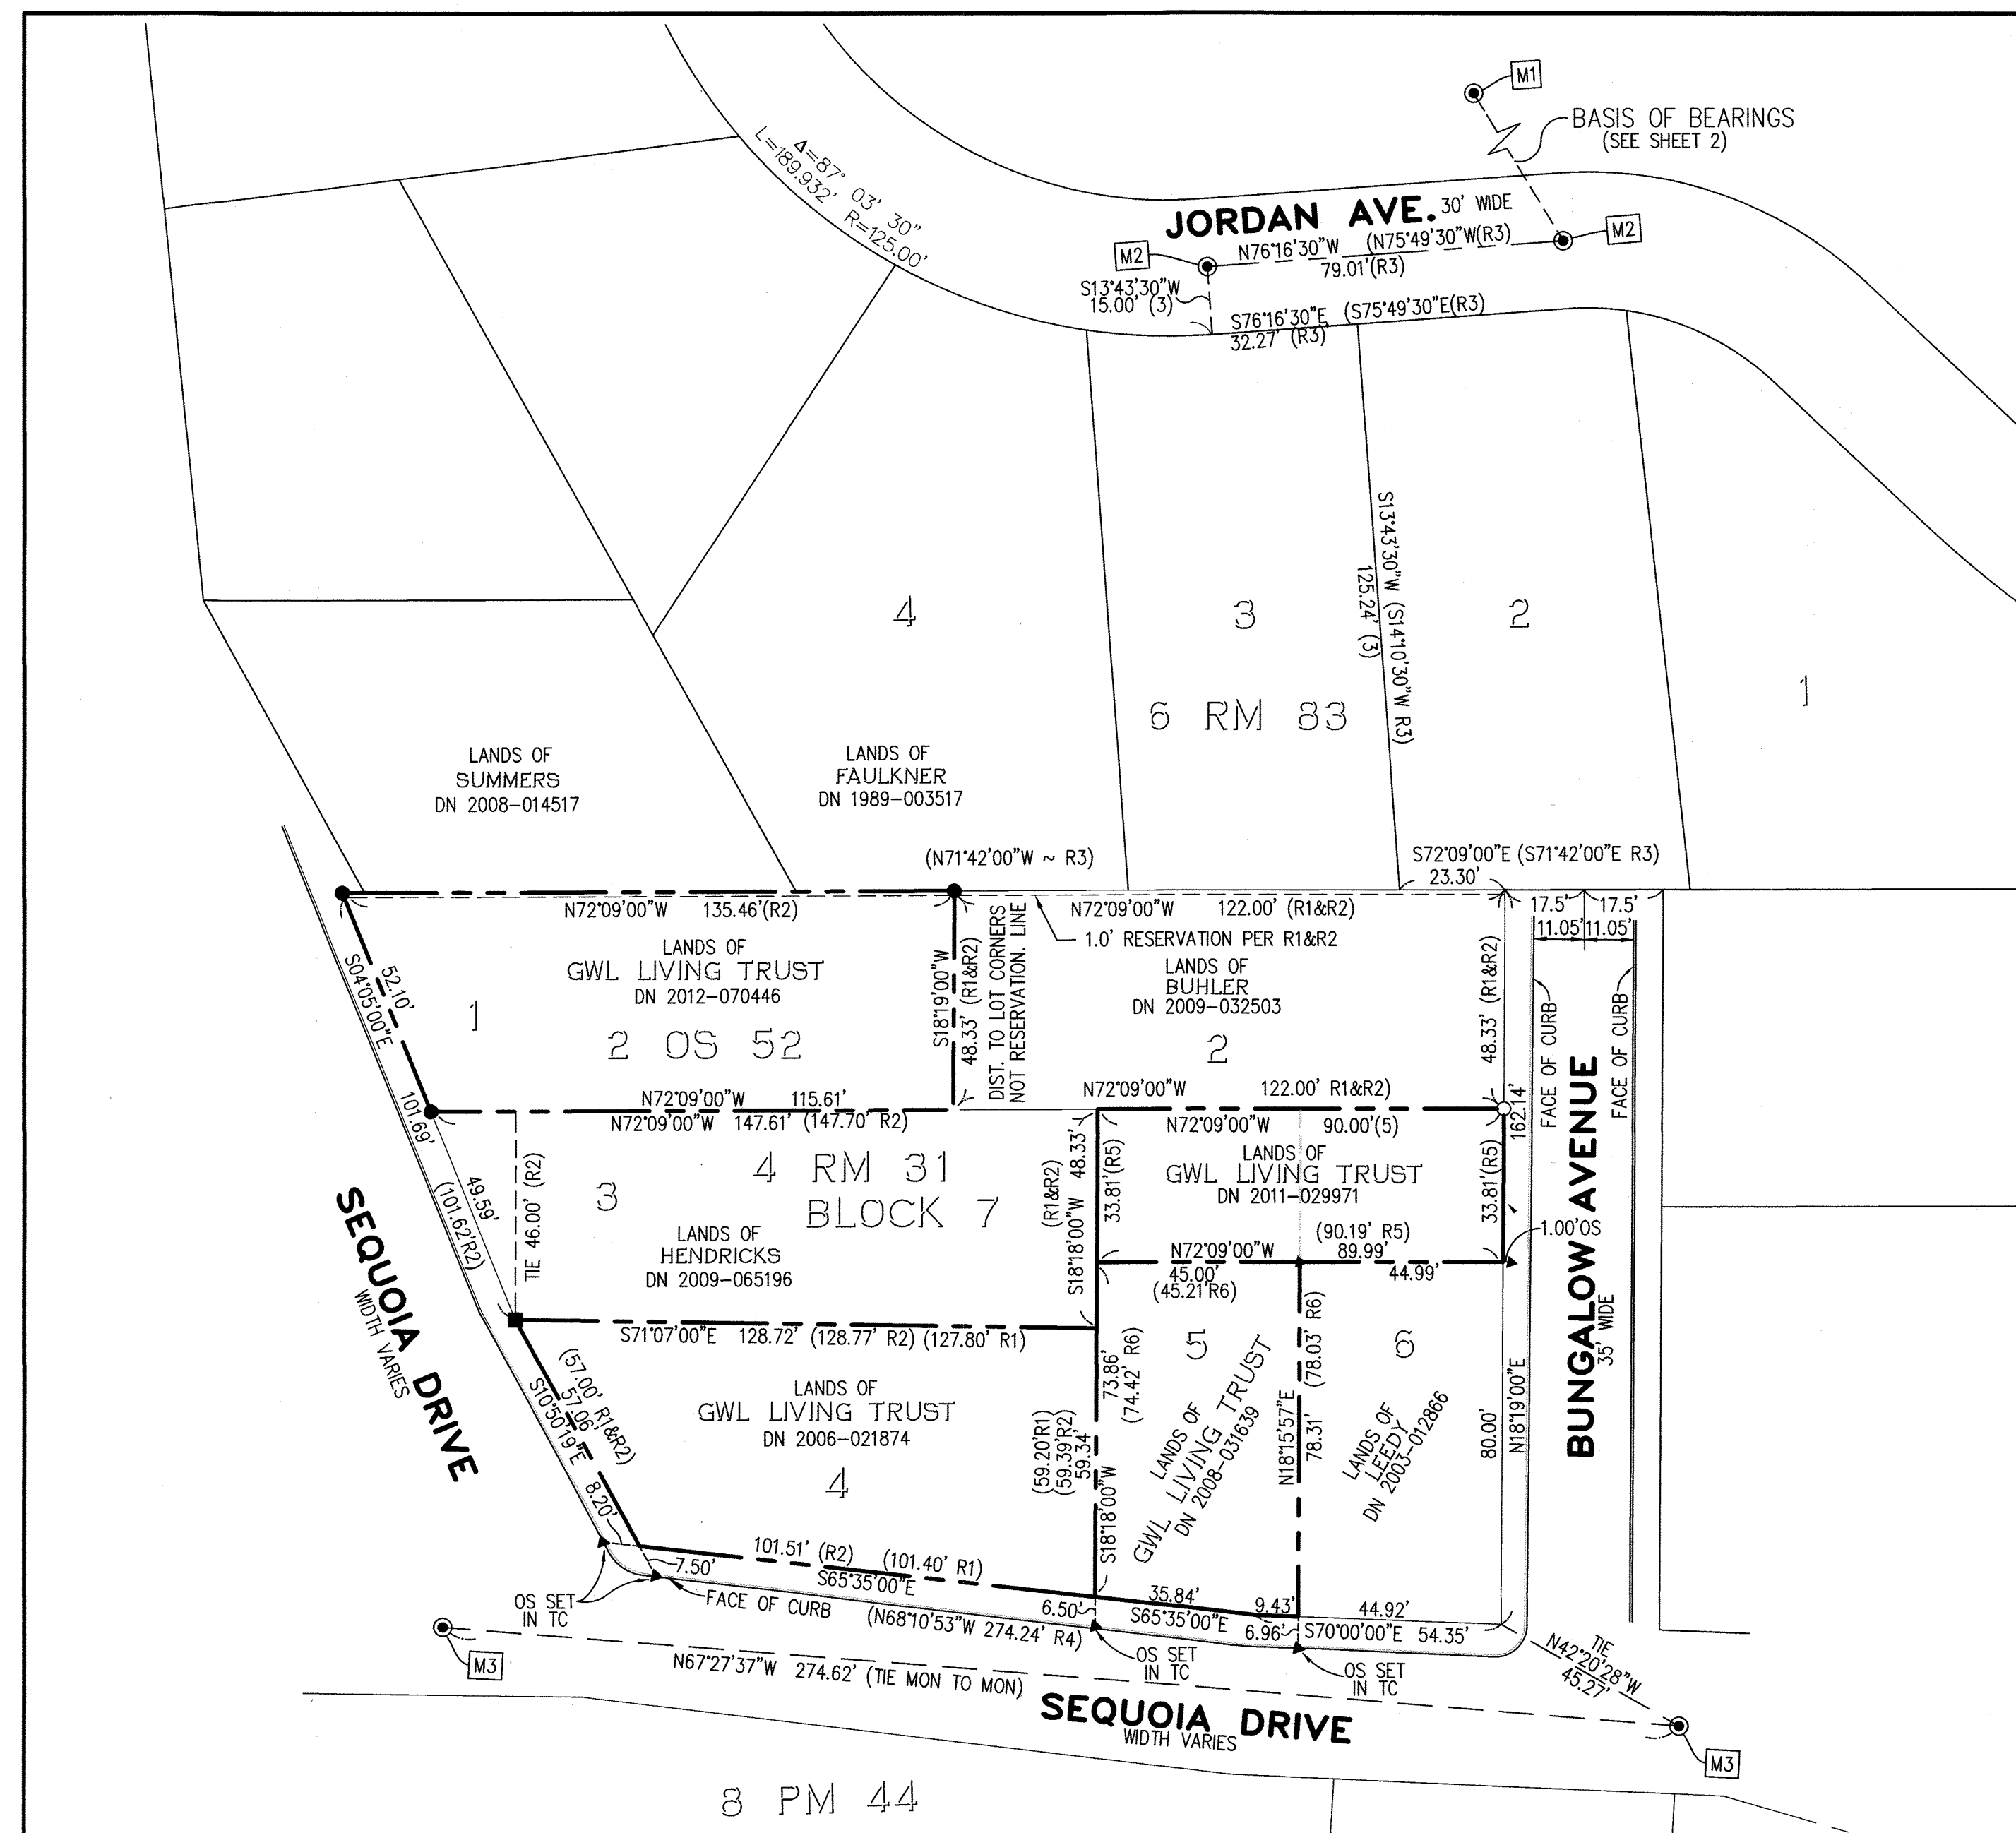 M1
BASIS OF BEARINGS
(SEE SHEET 2)
Δ=87° 03' 30"
L=189.932' R=125.00'
JORDAN AVE. 30' WIDE
M2
N76°16'30"W (N75°49'30"W(R3)
79.01'(R3)
M2
S13°43'30"W
15.00' (3)
S76°16'30"E (S75°49'30"E(R3)
32.27' (R3)
S13°43'30"W (S14°10'30"W R3)
125.24' (3)
4
3
2
1
6 RM 83
LANDS OF
SUMMERS
DN 2008-014517
LANDS OF
FAULKNER
DN 1989-003517
(N71°42'00"W ~ R3)
S72°09'00"E (S71°42'00"E R3)
23.30'
N72°09'00"W 135.46'(R2)
N72°09'00"W 122.00' (R1&R2)
1.0' RESERVATION PER R1&R2
17.5' 17.5'
11.05' 11.05'
LANDS OF
GWL LIVING TRUST
DN 2012-070446
1
2 OS 52
52.10'
S04°05'00"E
101.69'
S18°19'00"W
48.33' (R1&R2)
DIST. TO LOT CORNERS
NOT RESERVATION. LINE
LANDS OF
BUHLER
DN 2009-032503
2
48.33' (R1&R2)
162.14'
FACE OF CURB
FACE OF CURB
N72°09'00"W 115.61'
N72°09'00"W 147.61' (147.70' R2)
N72°09'00"W 122.00' R1&R2)
N72°09'00"W 90.00'(5)
LANDS OF
GWL LIVING TRUST
DN 2011-029971
33.81'(R5)
33.81'(R5)
(R1&R2)
S18°18'00"W 48.33'
4 RM 31
BLOCK 7
3
TIE 46.00' (R2)
49.59'
(101.62'R2)
LANDS OF
HENDRICKS
DN 2009-065196
(90.19' R5)
N72°09'00"W 89.99'
45.00'
44.99'
(45.21'R6)
1.00'OS
BUNGALOW AVENUE
35' WIDE
SEQUOIA DRIVE
WIDTH VARIES
S71°07'00"E 128.72' (128.77' R2) (127.80' R1)
(57.00' R1&R2)
57.06'
S10°50'19"E
8.20'
LANDS OF
GWL LIVING TRUST
DN 2006-021874
4
(59.20'R1)
(59.39'R2)
59.34'
73.86'
(74.42' R6)
S18°18'00"W
5
LANDS OF
GWL LIVING TRUST
DN 2008-031639
N18°15'57"E
78.31'
(78.03' R6)
6
LANDS OF
LEEDY
DN 2003-012866
80.00'
N18°19'00"E
101.51' (R2) (101.40' R1)
S65°35'00"E
7.50'
FACE OF CURB
OS SET
IN TC
(N68°10'53"W 274.24' R4)
6.50'
35.84'
S65°35'00"E
9.43'
6.96'
44.92'
S70°00'00"E 54.35'
OS SET
IN TC
OS SET
IN TC
TIE
N42°20'28"W
45.27'
M3
N67°27'37"W 274.62' (TIE MON TO MON)
SEQUOIA DRIVE
WIDTH VARIES
M3
8 PM 44